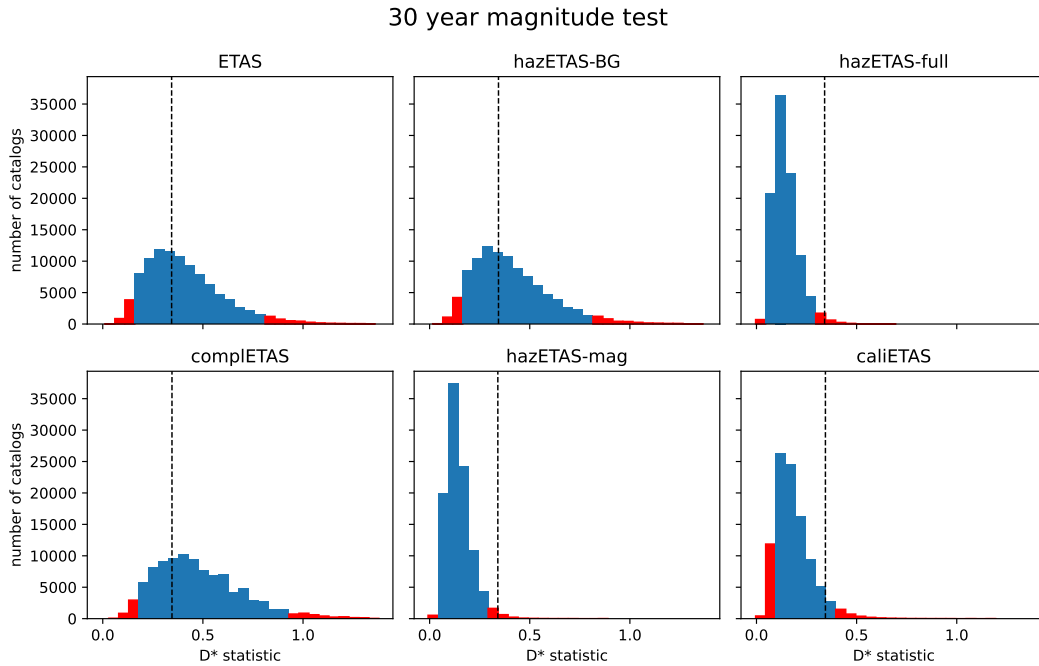 30 year magnitude test
ETAS
hazETAS-BG
hazETAS-full
number of catalogs
35000
30000
25000
20000
15000
10000
5000
0
complETAS
hazETAS-mag
caliETAS
number of catalogs
35000
30000
25000
20000
15000
10000
5000
0
0.0 0.5 1.0
0.0 0.5 1.0
0.0 0.5 1.0
D* statistic
D* statistic
D* statistic